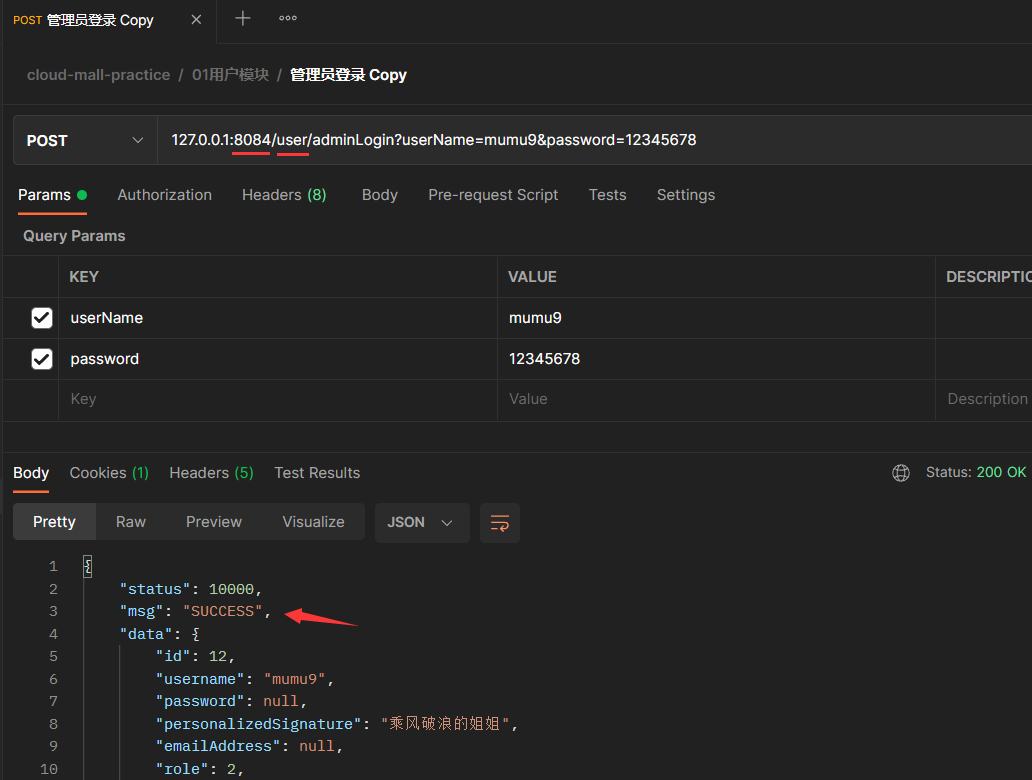 POST 管理员登录 Copy
cloud-mall-practice / 01用户模块 / 管理员登录 Copy
POST 127.0.0.1:8084/user/adminLogin?userName=mumu9&password=12345678
Params Authorization Headers (8) Body Pre-request Script Tests Settings
Query Params
KEY VALUE DESCRIPTIO
userName mumu9
password 12345678
Key Value Description
Body Cookies (1) Headers (5) Test Results Status: 200 OK
Pretty Raw Preview Visualize JSON
1 {
2 "status": 10000,
3 "msg": "SUCCESS",
4 "data": {
5 "id": 12,
6 "username": "mumu9",
7 "password": null,
8 "personalizedSignature": "乘风破浪的姐姐",
9 "emailAddress": null,
10 "role": 2,